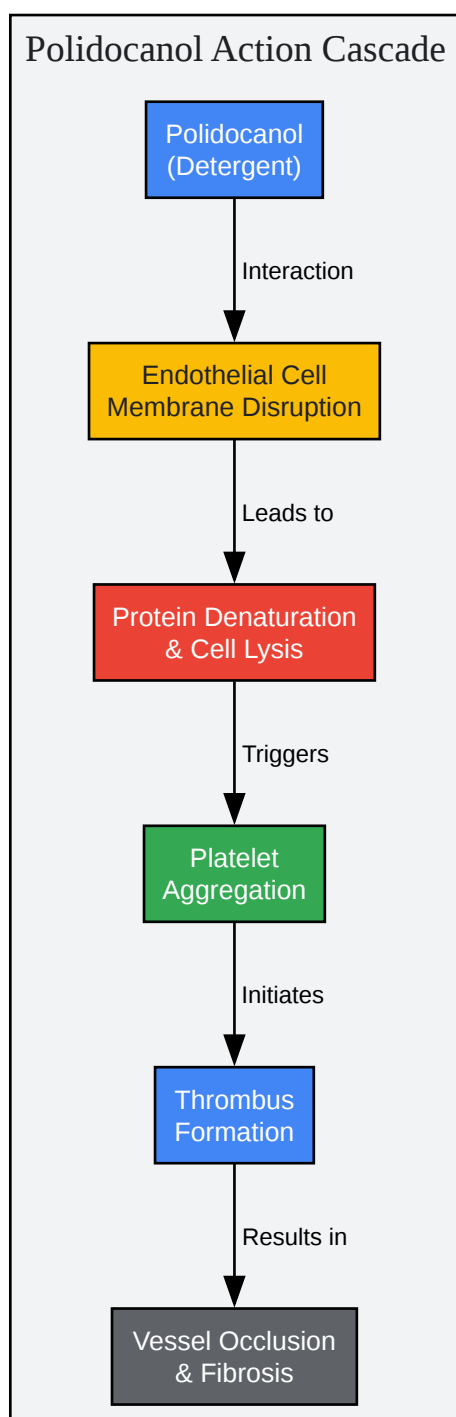 Polidocanol Action Cascade
Polidocanol
(Detergent)
Interaction
Endothelial Cell
Membrane Disruption
Leads to
Protein Denaturation
& Cell Lysis
Triggers
Platelet
Aggregation
Initiates
Thrombus
Formation
Results in
Vessel Occlusion
& Fibrosis